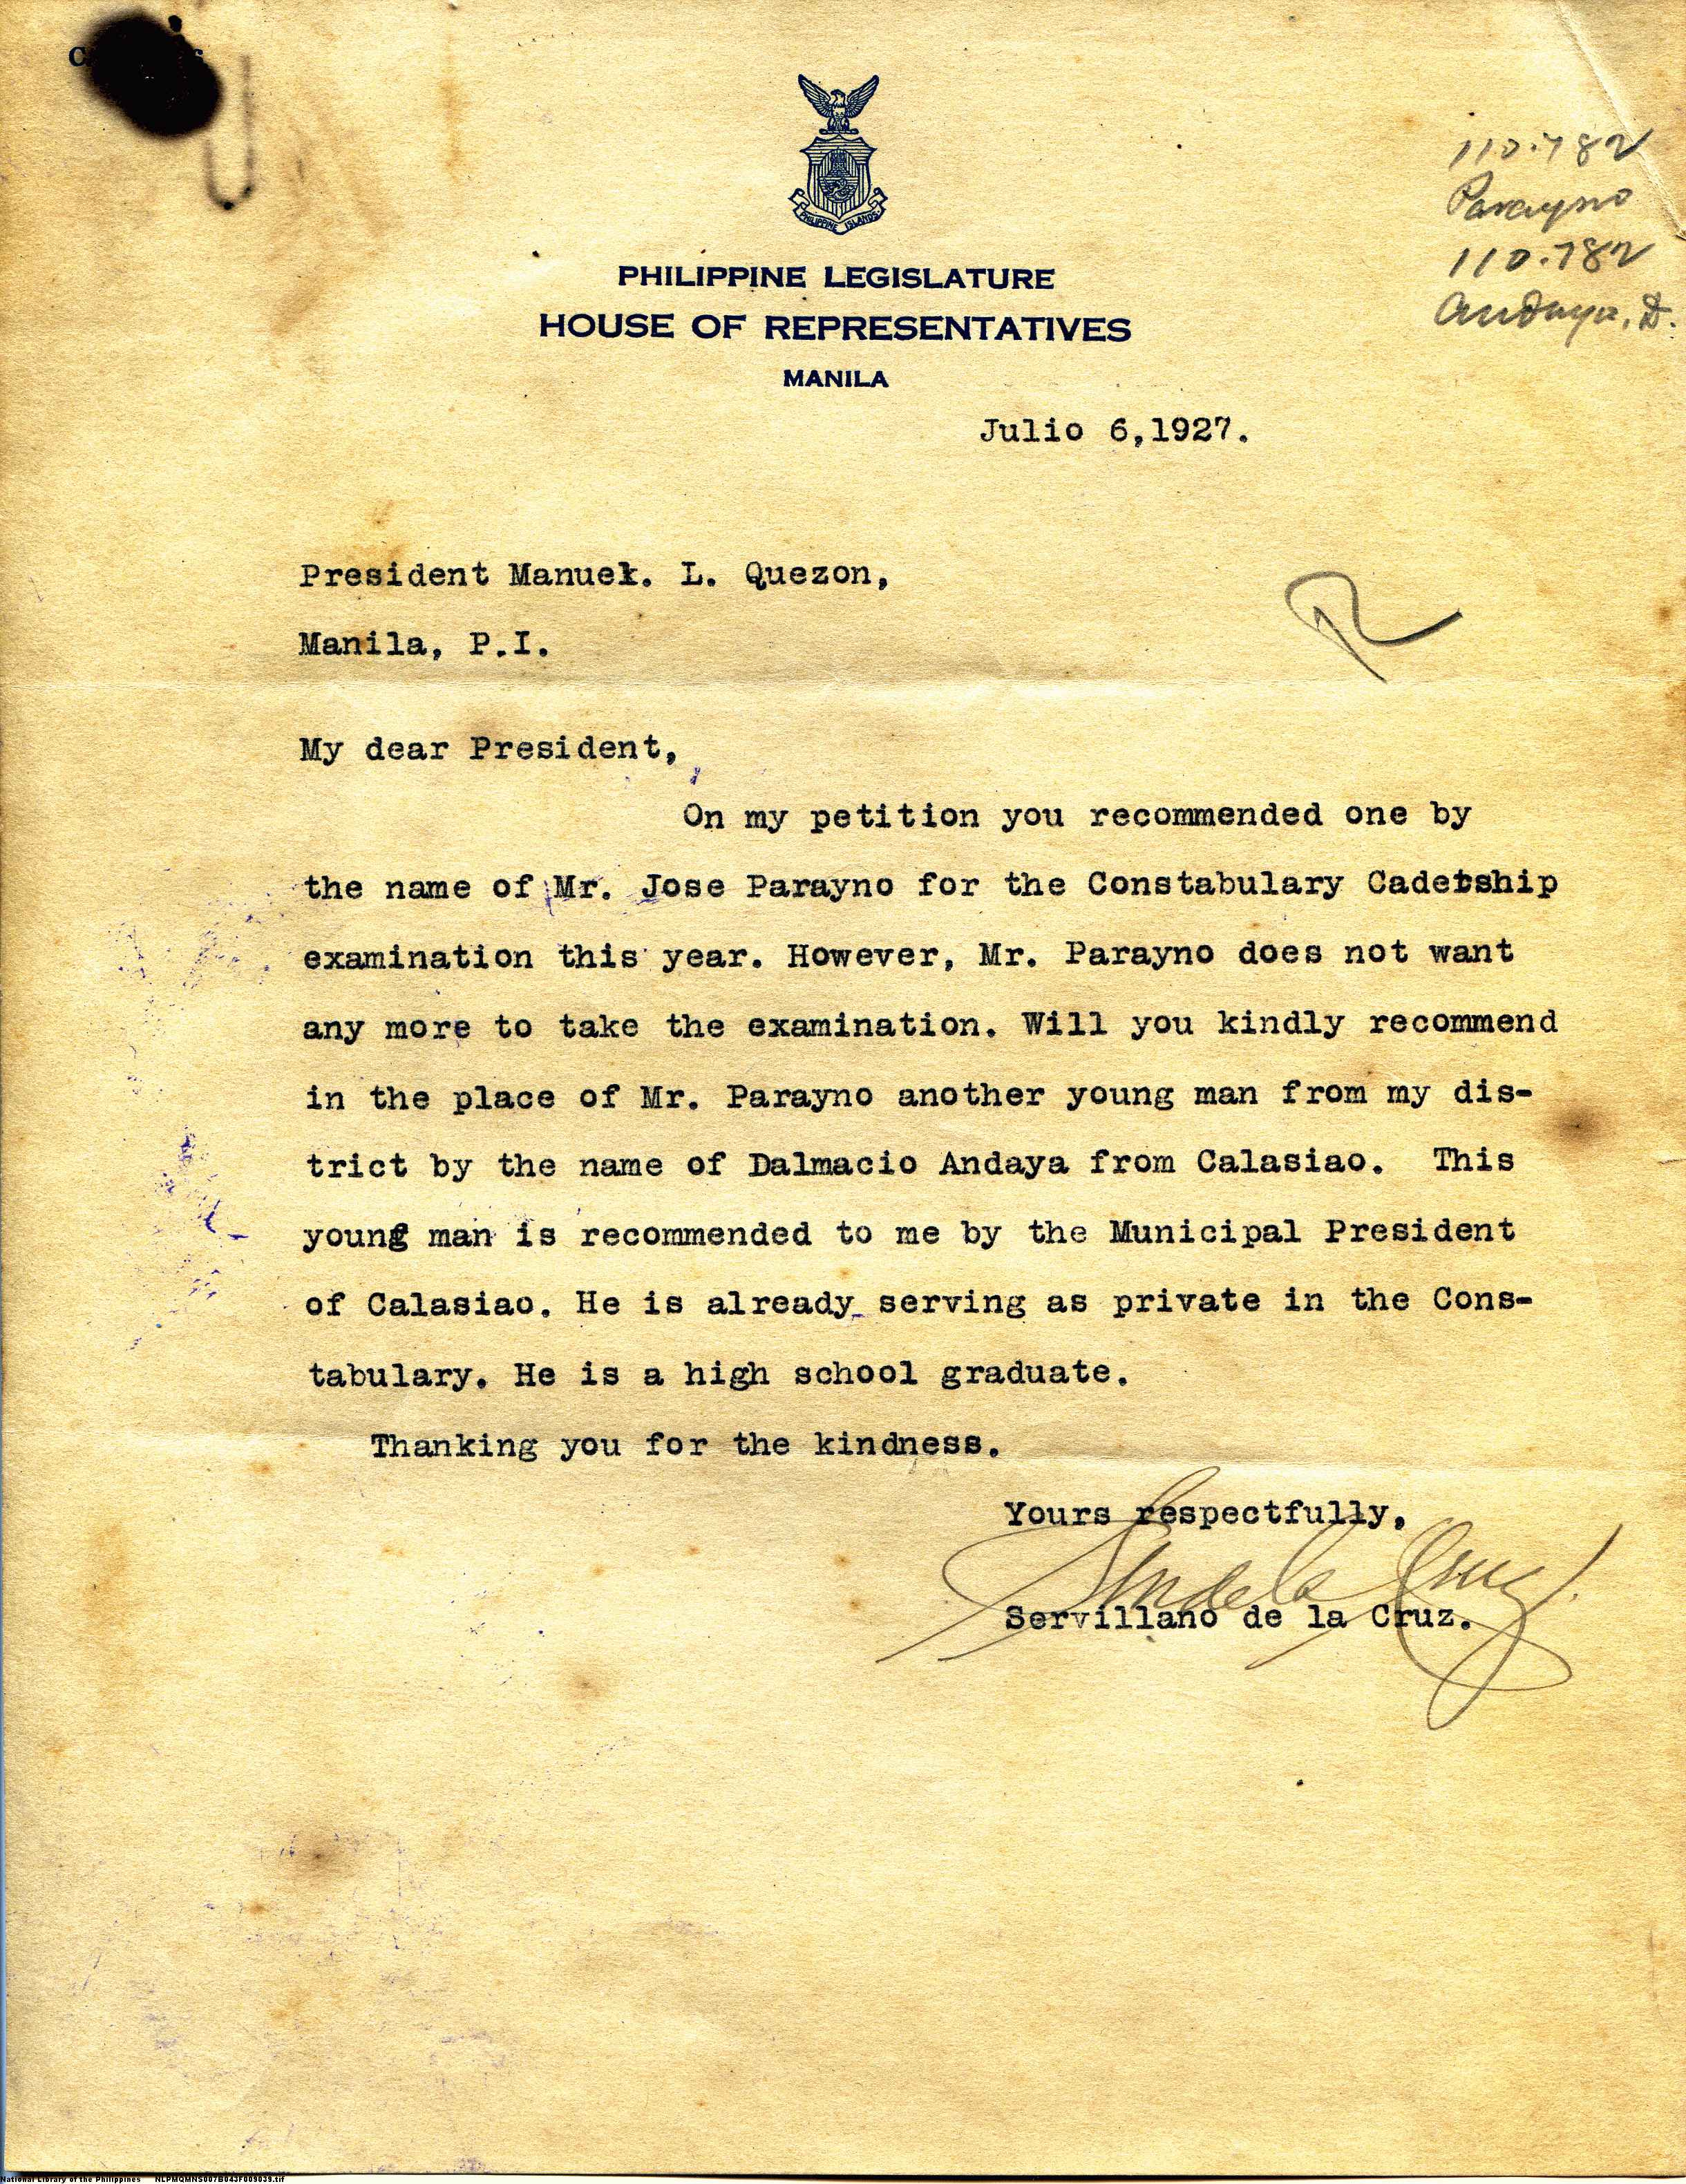 110.782
Parayno
110.782
Andaya, D.
PHILIPPINE ISLANDS
PHILIPPINE LEGISLATURE
HOUSE OF REPRESENTATIVES
MANILA
Julio 6,1927.
President Manuel. L. Quezon,
Manila, P.I.
R
My dear President,
On my petition you recommended one by
the name of Mr. Jose Parayno for the Constabulary Cadetship
examination this year. However, Mr. Parayno does not want
any more to take the examination. Will you kindly recommend
in the place of Mr. Parayno another young man from my dis-
trict by the name of Dalmacio Andaya from Calasiao. This
young man is recommended to me by the Municipal President
of Calasiao. He is already serving as private in the Cons-
tabulary. He is a high school graduate.
Thanking you for the kindness.
Yours respectfully,
de la Cruz
Servillano de la Cruz.
National Library of the Philippines NLPMQMNS007B043F009039.tif